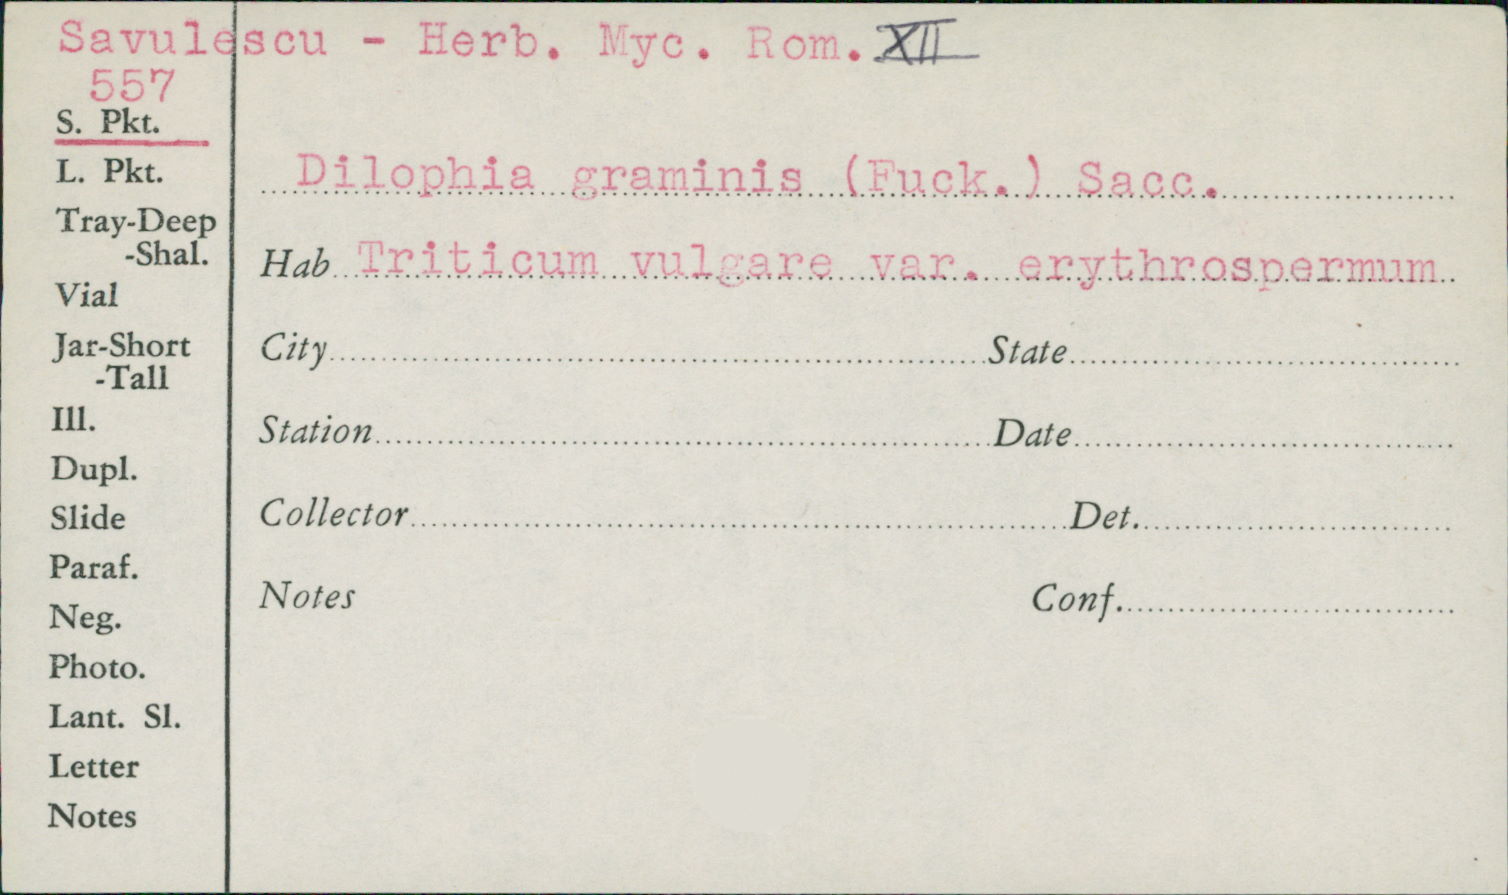 Savulescu - Herb. Myc. Rom. XII
557
S. Pkt.
L. Pkt.
Tray-Deep
-Shal.
Vial
Jar-Short
-Tall
Ill.
Dupl.
Slide
Paraf.
Neg.
Photo.
Lant. Sl.
Letter
Notes
Dilophia graminis (Fuck.) Sacc.
Hab Triticum vulgare var. erythrospermum
City State
Station Date
Collector Det.
Notes Conf.